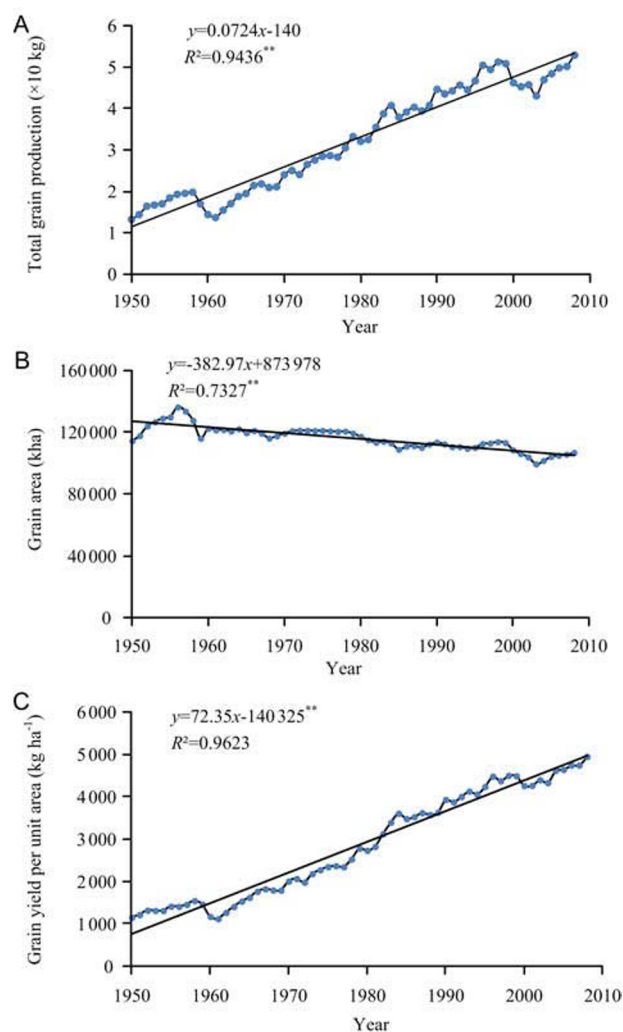 A
y=0.0724x-140
R²=0.9436**
Total grain production (×10 kg)
6
5
4
3
2
1
0
1950 1960 1970 1980 1990 2000 2010
Year
B
y=-382.97x+873 978
R²=0.7327**
Grain area (kha)
160 000
120 000
80 000
40 000
0
1950 1960 1970 1980 1990 2000 2010
Year
C
y=72.35x-140 325**
R²=0.9623
Grain yield per unit area (kg ha⁻¹)
6 000
5 000
4 000
3 000
2 000
1 000
0
1950 1960 1970 1980 1990 2000 2010
Year